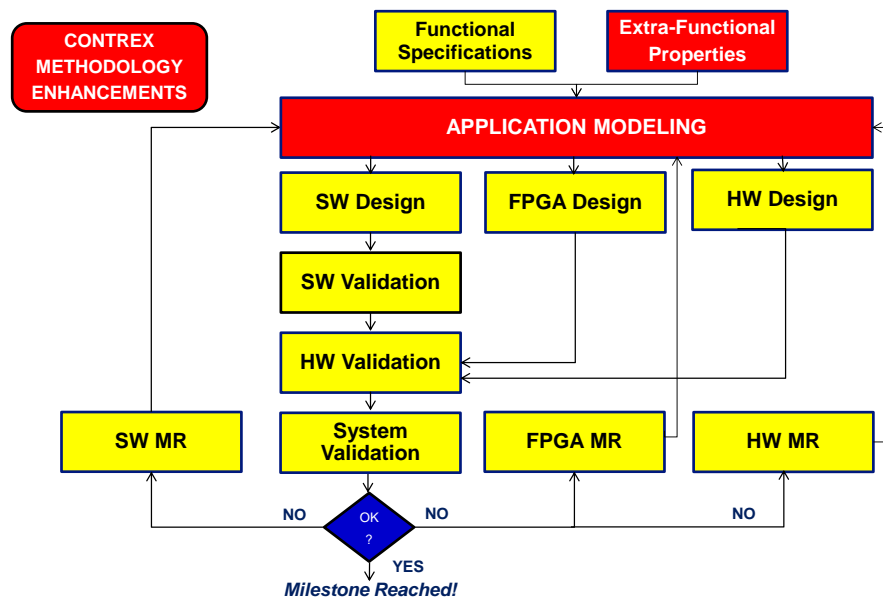 CONTREX
METHODOLOGY
ENHANCEMENTS
Functional
Specifications
Extra-Functional
Properties
APPLICATION MODELING
SW Design
FPGA Design
HW Design
SW Validation
HW Validation
SW MR
System
Validation
FPGA MR
HW MR
NO
OK
?
NO
NO
YES
Milestone Reached!